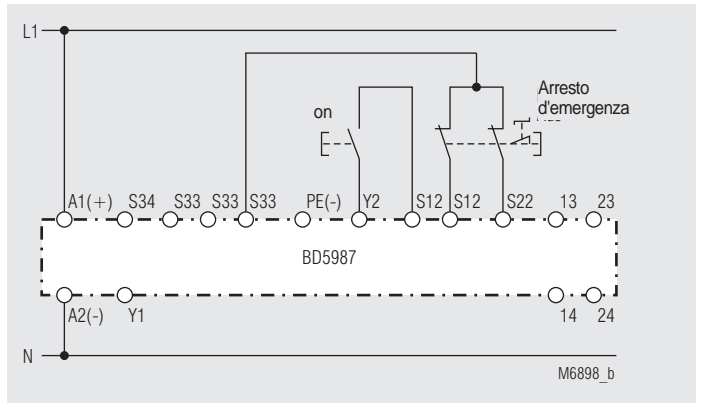 L1
Arresto
d'emergenza
on
A1(+) S34 S33 S33 S33 PE(-) Y2 S12 S12 S22 13 23
BD5987
A2(-) Y1 14 24
N
M6898_b